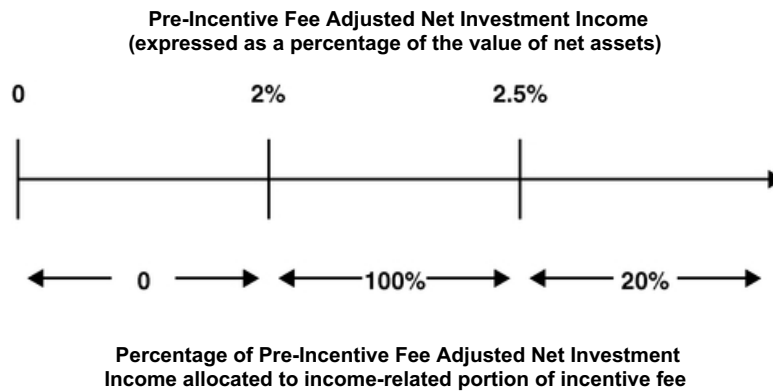 Pre-Incentive Fee Adjusted Net Investment Income
(expressed as a percentage of the value of net assets)
0 2% 2.5%
0 100% 20%
Percentage of Pre-Incentive Fee Adjusted Net Investment
Income allocated to income-related portion of incentive fee